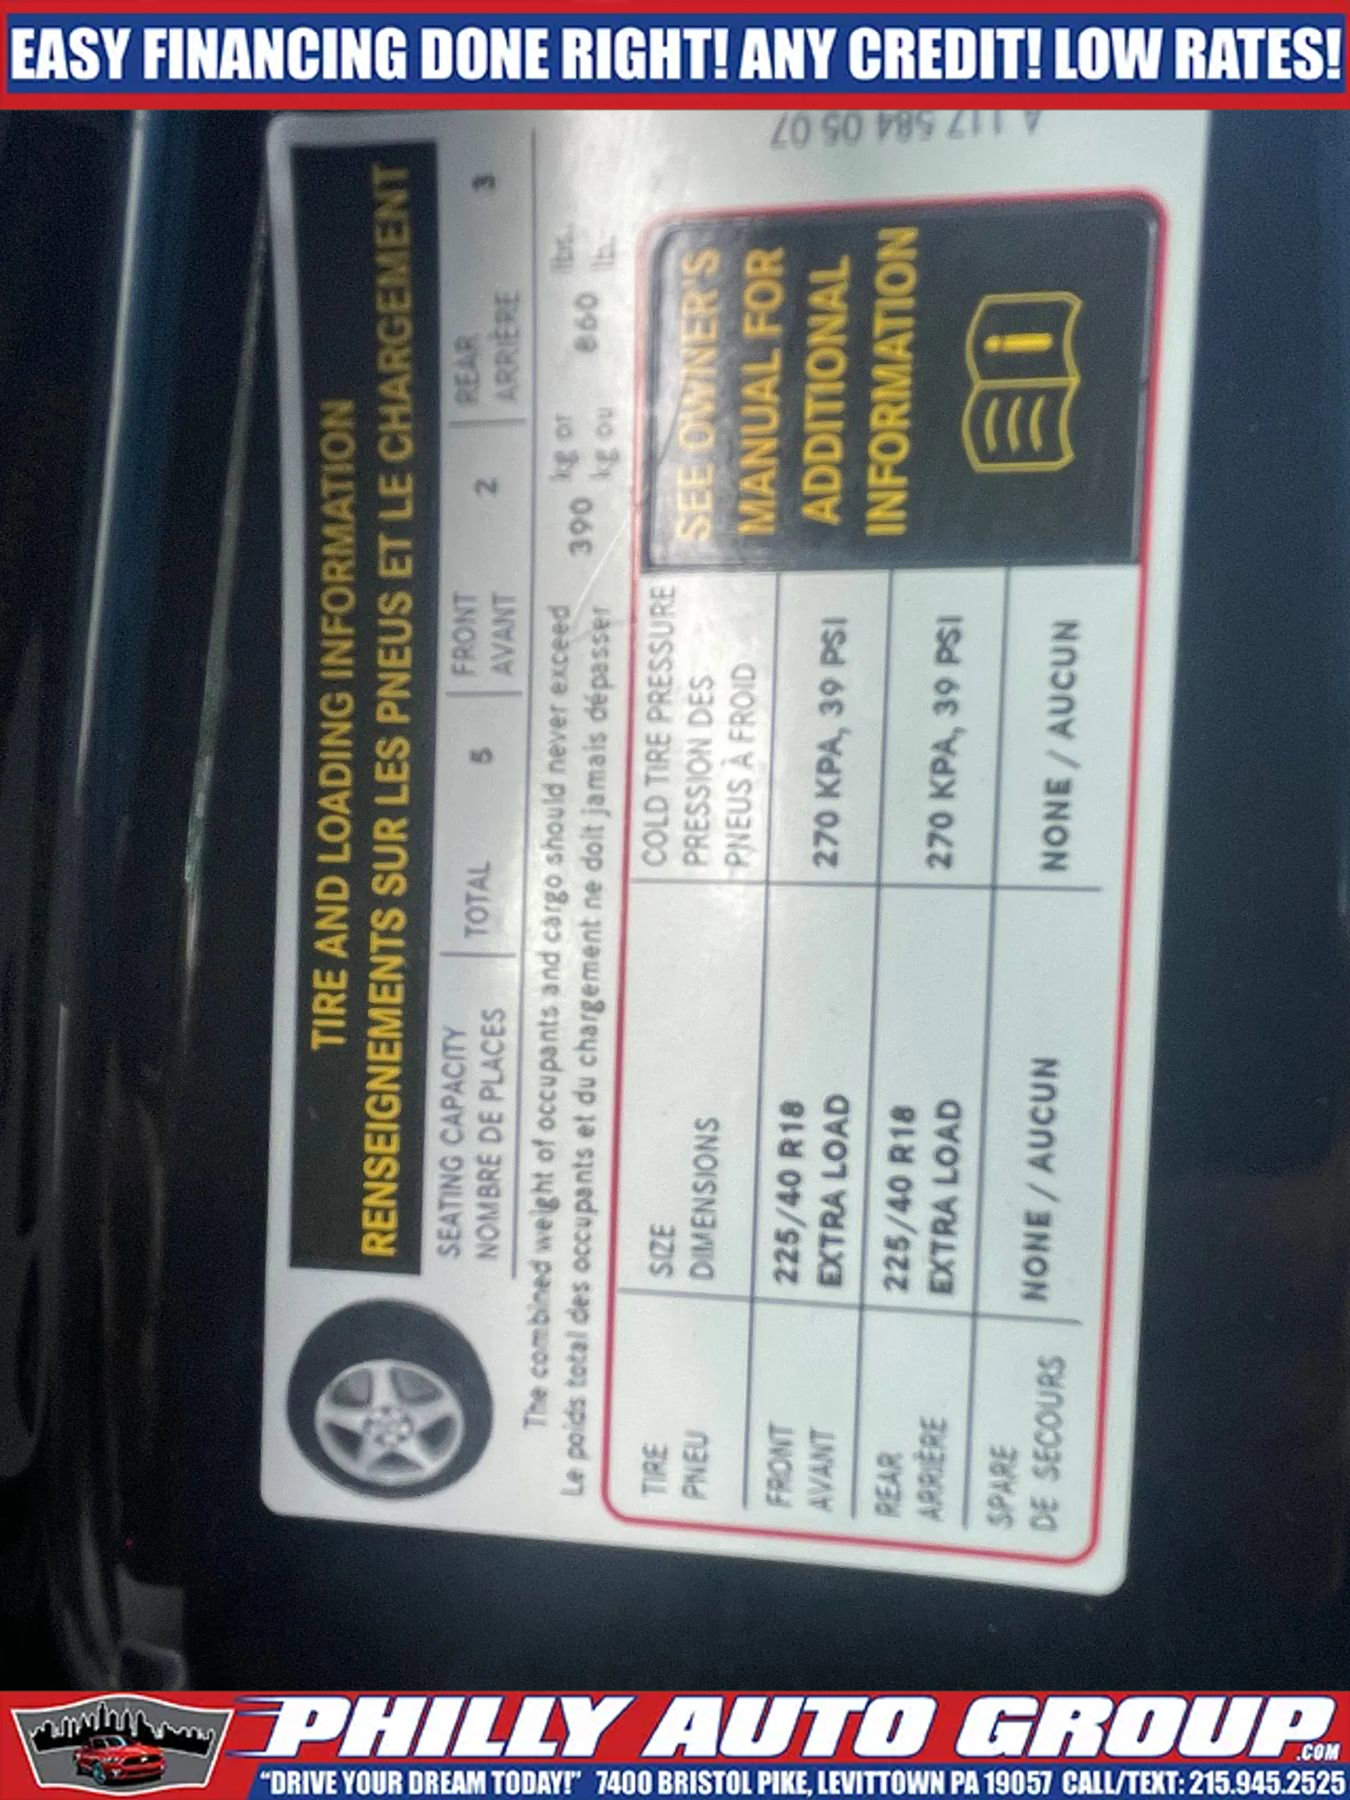 EASY FINANCING DONE RIGHT! ANY CREDIT! LOW RATES!
TIRE AND LOADING INFORMATION
RENSEIGNEMENTS SUR LES PNEUS ET LE CHARGEMENT
SEATING CAPACITY TOTAL 5 FRONT 2 REAR 3
NOMBRE DE PLACES AVANT ARRIÈRE
The combined weight of occupants and cargo should never exceed 390 kg or 860 lbs.
Le poids total des occupants et du chargement ne doit jamais dépasser kg ou lb.
TIRE SIZE COLD TIRE PRESSURE
PNEU DIMENSIONS PRESSION DES
PNEUS À FROID
FRONT 225/40 R18 270 KPA, 39 PSI
AVANT EXTRA LOAD
REAR 225/40 R18 270 KPA, 39 PSI
ARRIÈRE EXTRA LOAD
SPARE NONE / AUCUN NONE / AUCUN
DE SECOURS
SEE OWNER'S
MANUAL FOR
ADDITIONAL
INFORMATION
i
A 117 584 05 07
PHILLY AUTO GROUP.COM
"DRIVE YOUR DREAM TODAY!" 7400 BRISTOL PIKE, LEVITTOWN PA 19057 CALL/TEXT: 215.945.2525